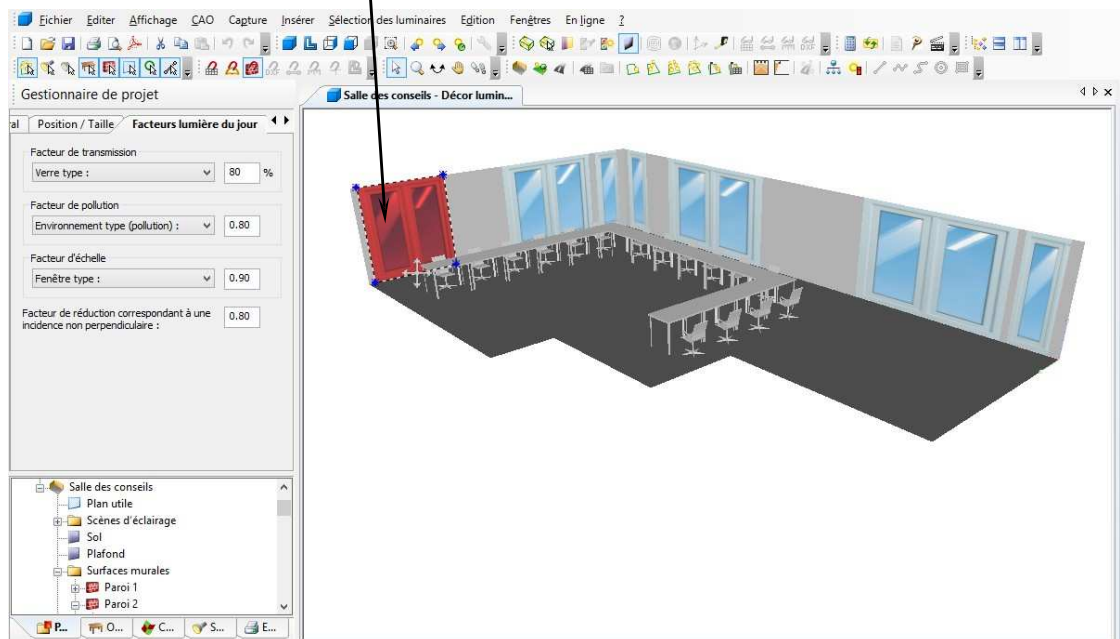 Fichier Editer Affichage CAO Capture Insérer Sélection des luminaires Edition Fenêtres En ligne ?
Gestionnaire de projet
Salle des conseils - Décor lumin...
al Position / Taille Facteurs lumière du jour
Facteur de transmission
Verre type : 80 %
Facteur de pollution
Environnement type (pollution) : 0.80
Facteur d'échelle
Fenêtre type : 0.90
Facteur de réduction correspondant à une
incidence non perpendiculaire : 0.80
Salle des conseils
Plan utile
Scènes d'éclairage
Sol
Plafond
Surfaces murales
Paroi 1
Paroi 2
P... O... C... S... E...